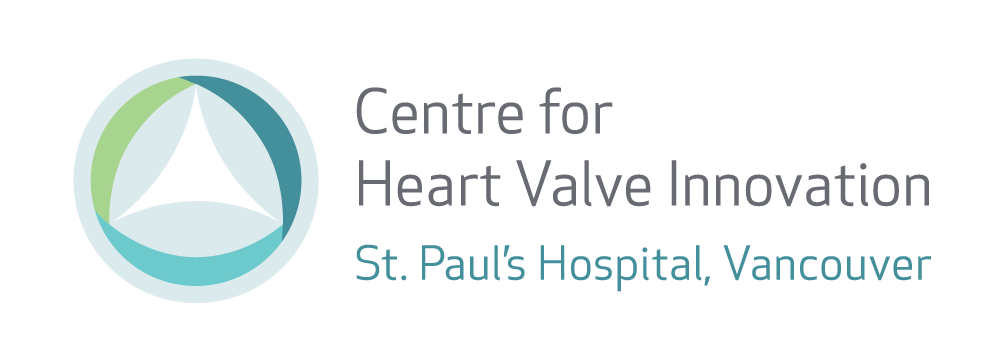 Centre for
Heart Valve Innovation
St. Paul's Hospital, Vancouver